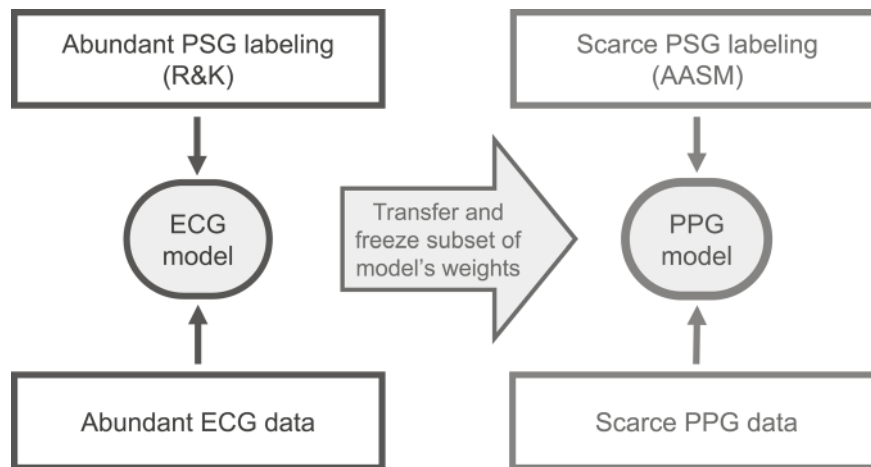 Abundant PSG labeling
(R&K)
Scarce PSG labeling
(AASM)
ECG
model
Transfer and
freeze subset of
model's weights
PPG
model
Abundant ECG data
Scarce PPG data